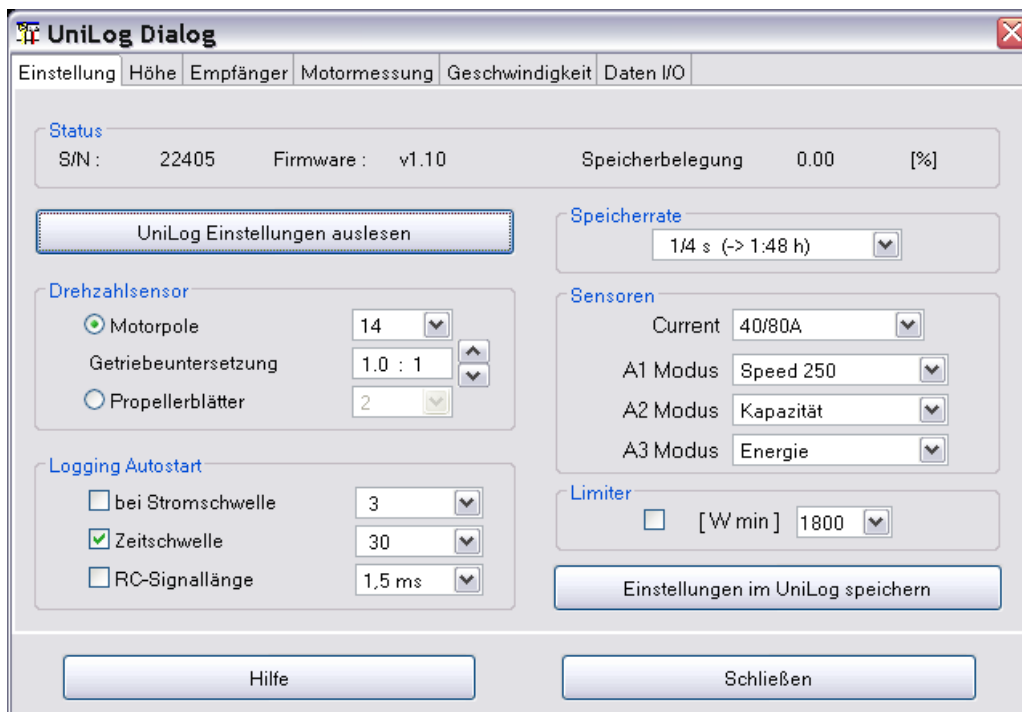 UniLog Dialog
Einstellung Höhe Empfänger Motormessung Geschwindigkeit Daten I/O
Status
S/N : 22405 Firmware : v1.10 Speicherbelegung 0.00 [%]
UniLog Einstellungen auslesen
Speicherrate
1/4 s (-> 1:48 h)
Drehzahlsensor
Motorpole 14
Getriebeuntersetzung 1.0 : 1
Propellerblätter 2
Sensoren
Current 40/80A
A1 Modus Speed 250
A2 Modus Kapazität
A3 Modus Energie
Logging Autostart
bei Stromschwelle 3
Zeitschwelle 30
RC-Signallänge 1,5 ms
Limiter
[ W min ] 1800
Einstellungen im UniLog speichern
Hilfe
Schließen